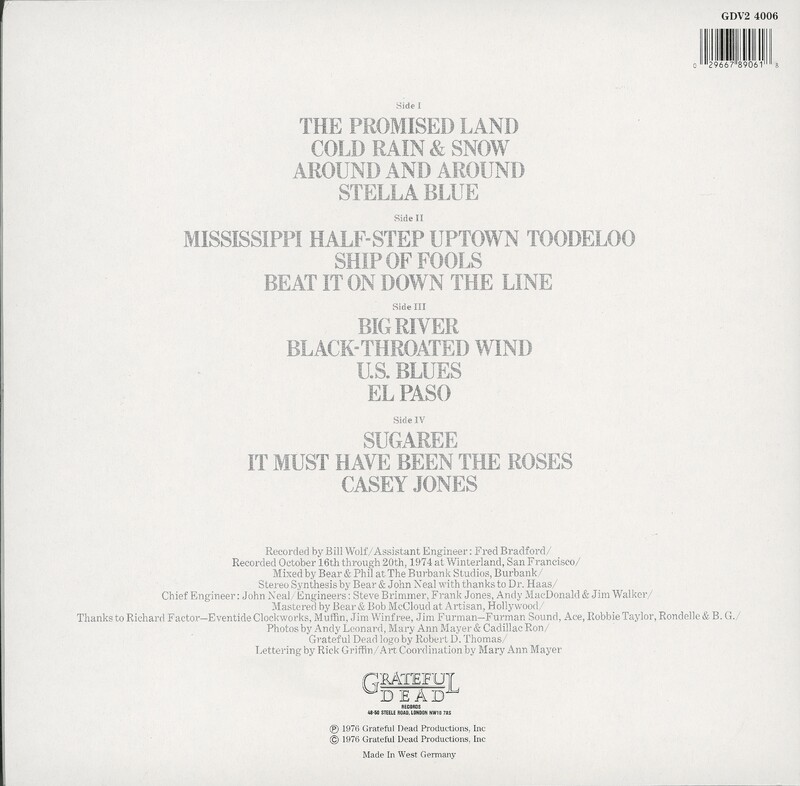 GDV2 4006
0 29667 89061 8
Side I
THE PROMISED LAND
COLD RAIN & SNOW
AROUND AND AROUND
STELLA BLUE
Side II
MISSISSIPPI HALF-STEP UPTOWN TOODELOO
SHIP OF FOOLS
BEAT IT ON DOWN THE LINE
Side III
BIG RIVER
BLACK-THROATED WIND
U.S. BLUES
EL PASO
Side IV
SUGAREE
IT MUST HAVE BEEN THE ROSES
CASEY JONES
Recorded by Bill Wolf/Assistant Engineer: Fred Bradford/
Recorded October 16th through 20th, 1974 at Winterland, San Francisco/
Mixed by Bear & Phil at The Burbank Studios, Burbank/
Stereo Synthesis by Bear & John Neal with thanks to Dr. Haas/
Chief Engineer: John Neal/Engineers: Steve Brimmer, Frank Jones, Andy MacDonald & Jim Walker/
Mastered by Bear & Bob McCloud at Artisan, Hollywood/
Thanks to Richard Factor—Eventide Clockworks, Muffin, Jim Winfree, Jim Furman—Furman Sound, Ace, Robbie Taylor, Rondelle & B. G./
Photos by Andy Leonard, Mary Ann Mayer & Cadillac Ron/
Grateful Dead logo by Robert D. Thomas/
Lettering by Rick Griffin/Art Coordination by Mary Ann Mayer
GRATEFUL
DEAD
RECORDS
48-50 STEELE ROAD, LONDON NW10 7AS
℗ 1976 Grateful Dead Productions, Inc
© 1976 Grateful Dead Productions, Inc
Made In West Germany